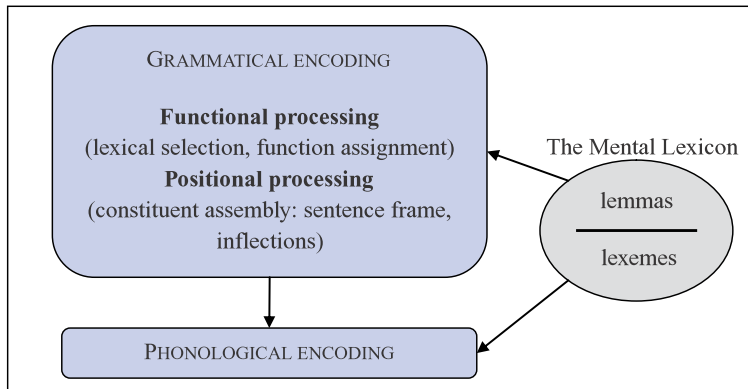 GRAMMATICAL ENCODING
Functional processing
(lexical selection, function assignment)
Positional processing
(constituent assembly: sentence frame,
inflections)
The Mental Lexicon
lemmas
lexemes
PHONOLOGICAL ENCODING